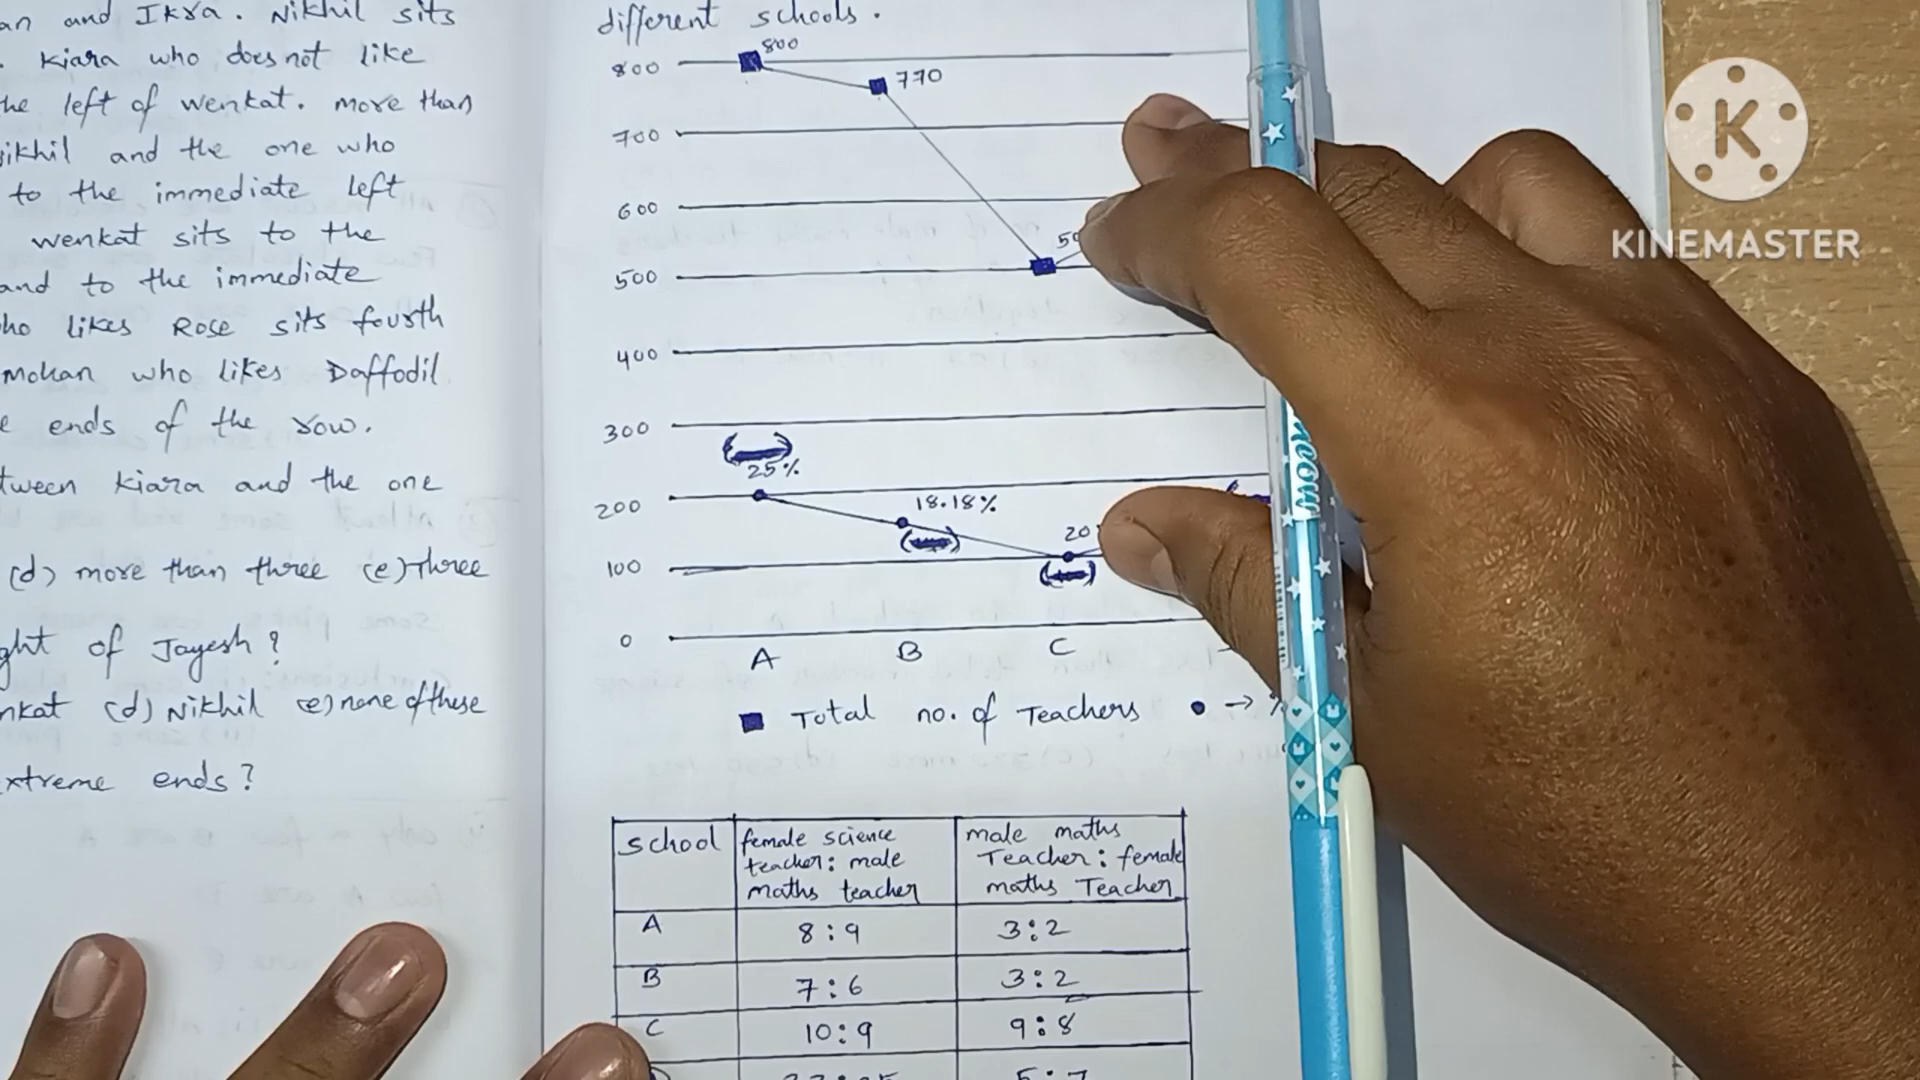 an and Ikra. Nikhil sits
. Kiara who does not like
he left of wenkat. more than
ikhil and the one who
to the immediate left
wenkat sits to the
and to the immediate
ho likes Rose sits fourth
mohan who likes Daffodil
e ends of the row.
tween Kiara and the one
(d) more than three (e) three
ght of Jayesh?
nkat (d) Nikhil (e) none of these
xtreme ends?
different schools.
800
800
770
700
600
500
400
300
25%
200
18.18%
20
100
0
A B C
Total no. of Teachers → %
school female science teacher: male maths teacher male maths Teacher: female maths Teacher
A 8:9 3:2
B 7:6 3:2
C 10:9 9:8
5:7
K
KINEMASTER